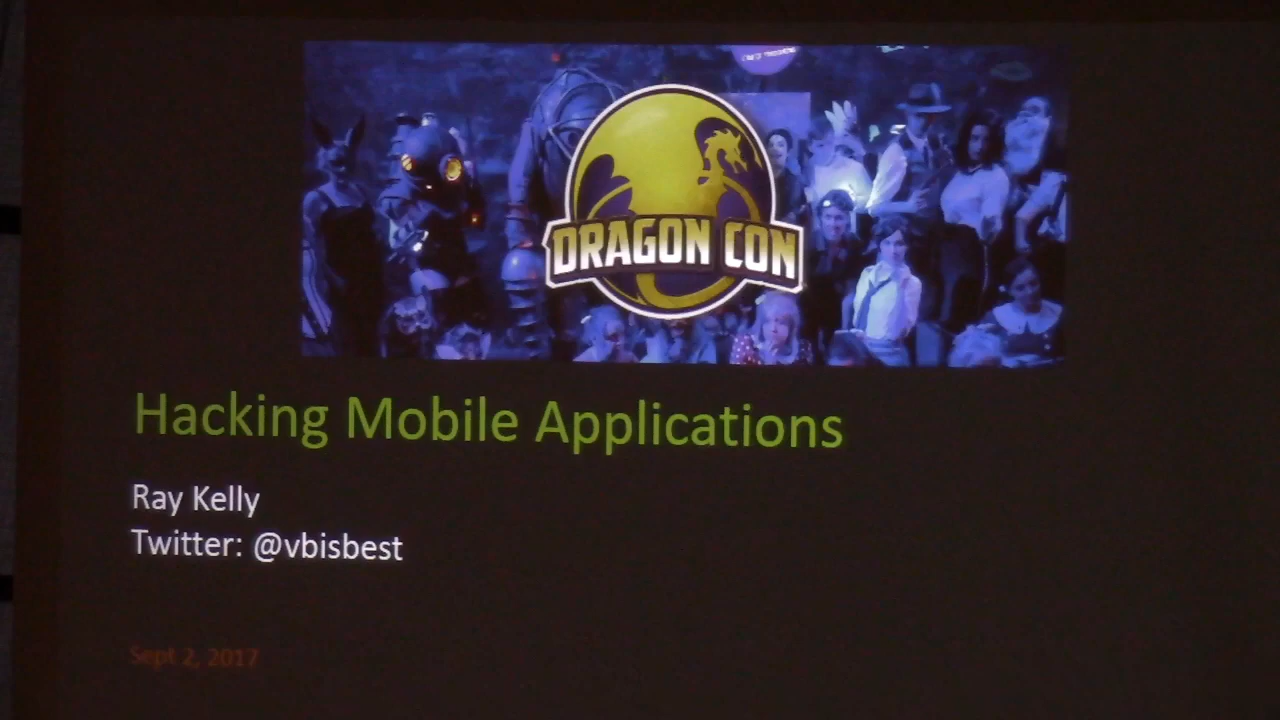 DRAGON CON
Hacking Mobile Applications
Ray Kelly
Twitter: @vbisbest
Sept 2, 2017